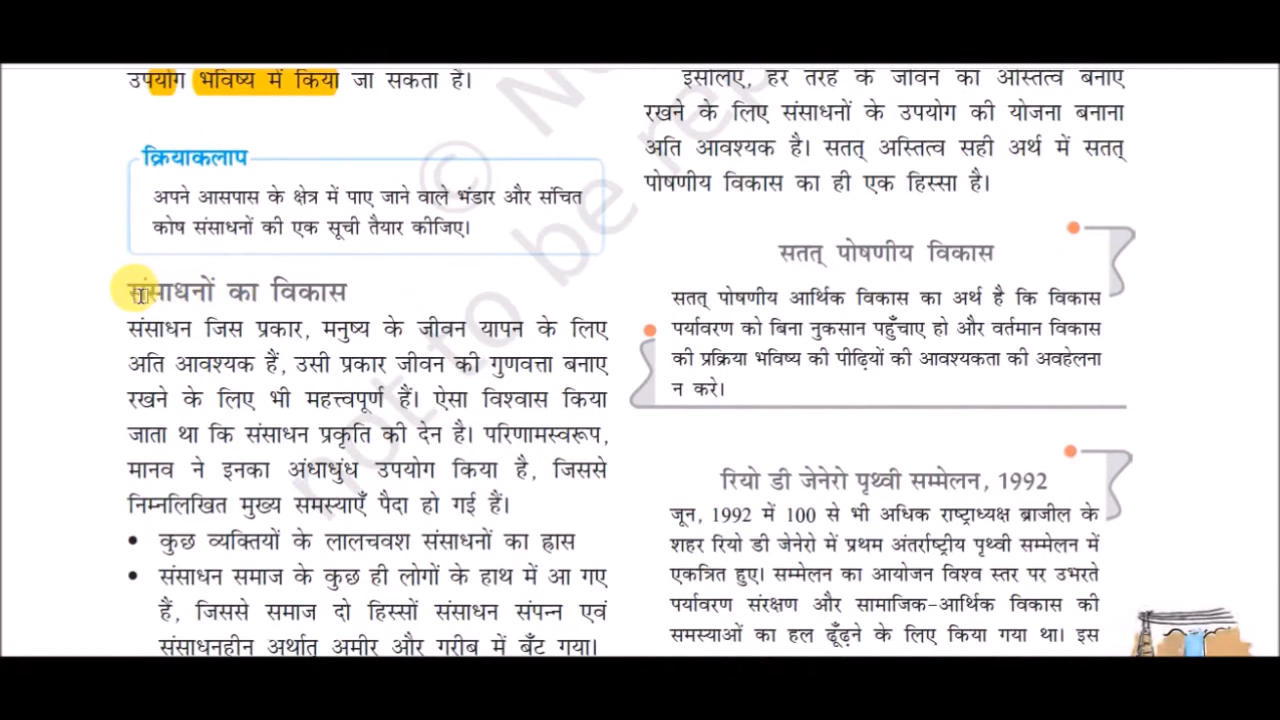 उपयोग भविष्य में किया जा सकता है।
क्रियाकलाप
अपने आसपास के क्षेत्र में पाए जाने वाले भंडार और संचित
कोष संसाधनों की एक सूची तैयार कीजिए।
संसाधनों का विकास
संसाधन जिस प्रकार, मनुष्य के जीवन यापन के लिए
अति आवश्यक हैं, उसी प्रकार जीवन की गुणवत्ता बनाए
रखने के लिए भी महत्त्वपूर्ण हैं। ऐसा विश्वास किया
जाता था कि संसाधन प्रकृति की देन है। परिणामस्वरूप,
मानव ने इनका अंधाधुंध उपयोग किया है, जिससे
निम्नलिखित मुख्य समस्याएँ पैदा हो गई हैं।
• कुछ व्यक्तियों के लालचवश संसाधनों का ह्रास
• संसाधन समाज के कुछ ही लोगों के हाथ में आ गए
हैं, जिससे समाज दो हिस्सों संसाधन संपन्न एवं
संसाधनहीन अर्थात् अमीर और गरीब में बँट गया।
इसीलिए, हर तरह के जीवन का अस्तित्व बनाए
रखने के लिए संसाधनों के उपयोग की योजना बनाना
अति आवश्यक है। सतत् अस्तित्व सही अर्थ में सतत्
पोषणीय विकास का ही एक हिस्सा है।
सतत् पोषणीय विकास
सतत् पोषणीय आर्थिक विकास का अर्थ है कि विकास
पर्यावरण को बिना नुकसान पहुँचाए हो और वर्तमान विकास
की प्रक्रिया भविष्य की पीढ़ियों की आवश्यकता की अवहेलना
न करे।
रियो डी जेनेरो पृथ्वी सम्मेलन, 1992
जून, 1992 में 100 से भी अधिक राष्ट्राध्यक्ष ब्राजील के
शहर रियो डी जेनेरो में प्रथम अंतर्राष्ट्रीय पृथ्वी सम्मेलन में
एकत्रित हुए। सम्मेलन का आयोजन विश्व स्तर पर उभरते
पर्यावरण संरक्षण और सामाजिक-आर्थिक विकास की
समस्याओं का हल ढूँढ़ने के लिए किया गया था। इस
© N
not to be rep